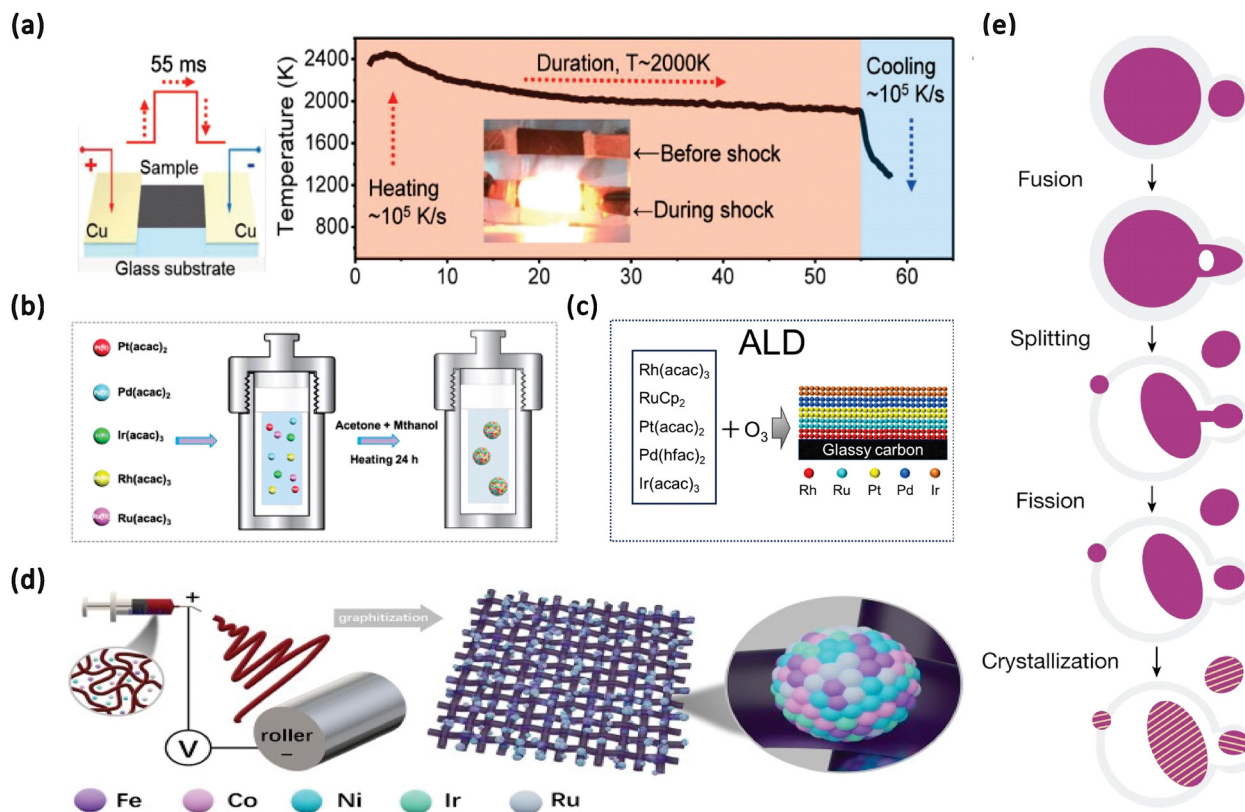 (a)
55 ms
+
-
Sample
Cu
Cu
Glass substrate
Temperature (K)
2400
2000
1600
1200
800
Duration, T~2000K
Cooling
~10⁵ K/s
Heating
~10⁵ K/s
←Before shock
←During shock
0
10
20
30
40
50
60
(b)
Pt(acac)₂
Pd(acac)₂
Ir(acac)₃
Rh(acac)₃
Ru(acac)₃
Acetone + Mthanol
Heating 24 h
(c)
ALD
Rh(acac)₃
RuCp₂
Pt(acac)₂
Pd(hfac)₂
Ir(acac)₃
+ O₃
Glassy carbon
Rh
Ru
Pt
Pd
Ir
(d)
+
graphitization
V
roller
−
Fe
Co
Ni
Ir
Ru
(e)
Fusion
Splitting
Fission
Crystallization